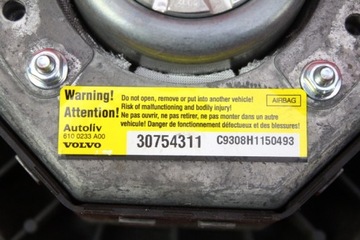 Warning!
Attention!
Do not open, remove or put into another vehicle!
Risk of malfunctioning and bodily injury!
Ne pas ouvrir, ne pas retirer, ne pas monter dans un autre
vehicule! Danger de fonctionnement défectueux et des blessures!
AIRBAG
Autoliv
610 0233 A00
VOLVO
30754311
C9308H1150493